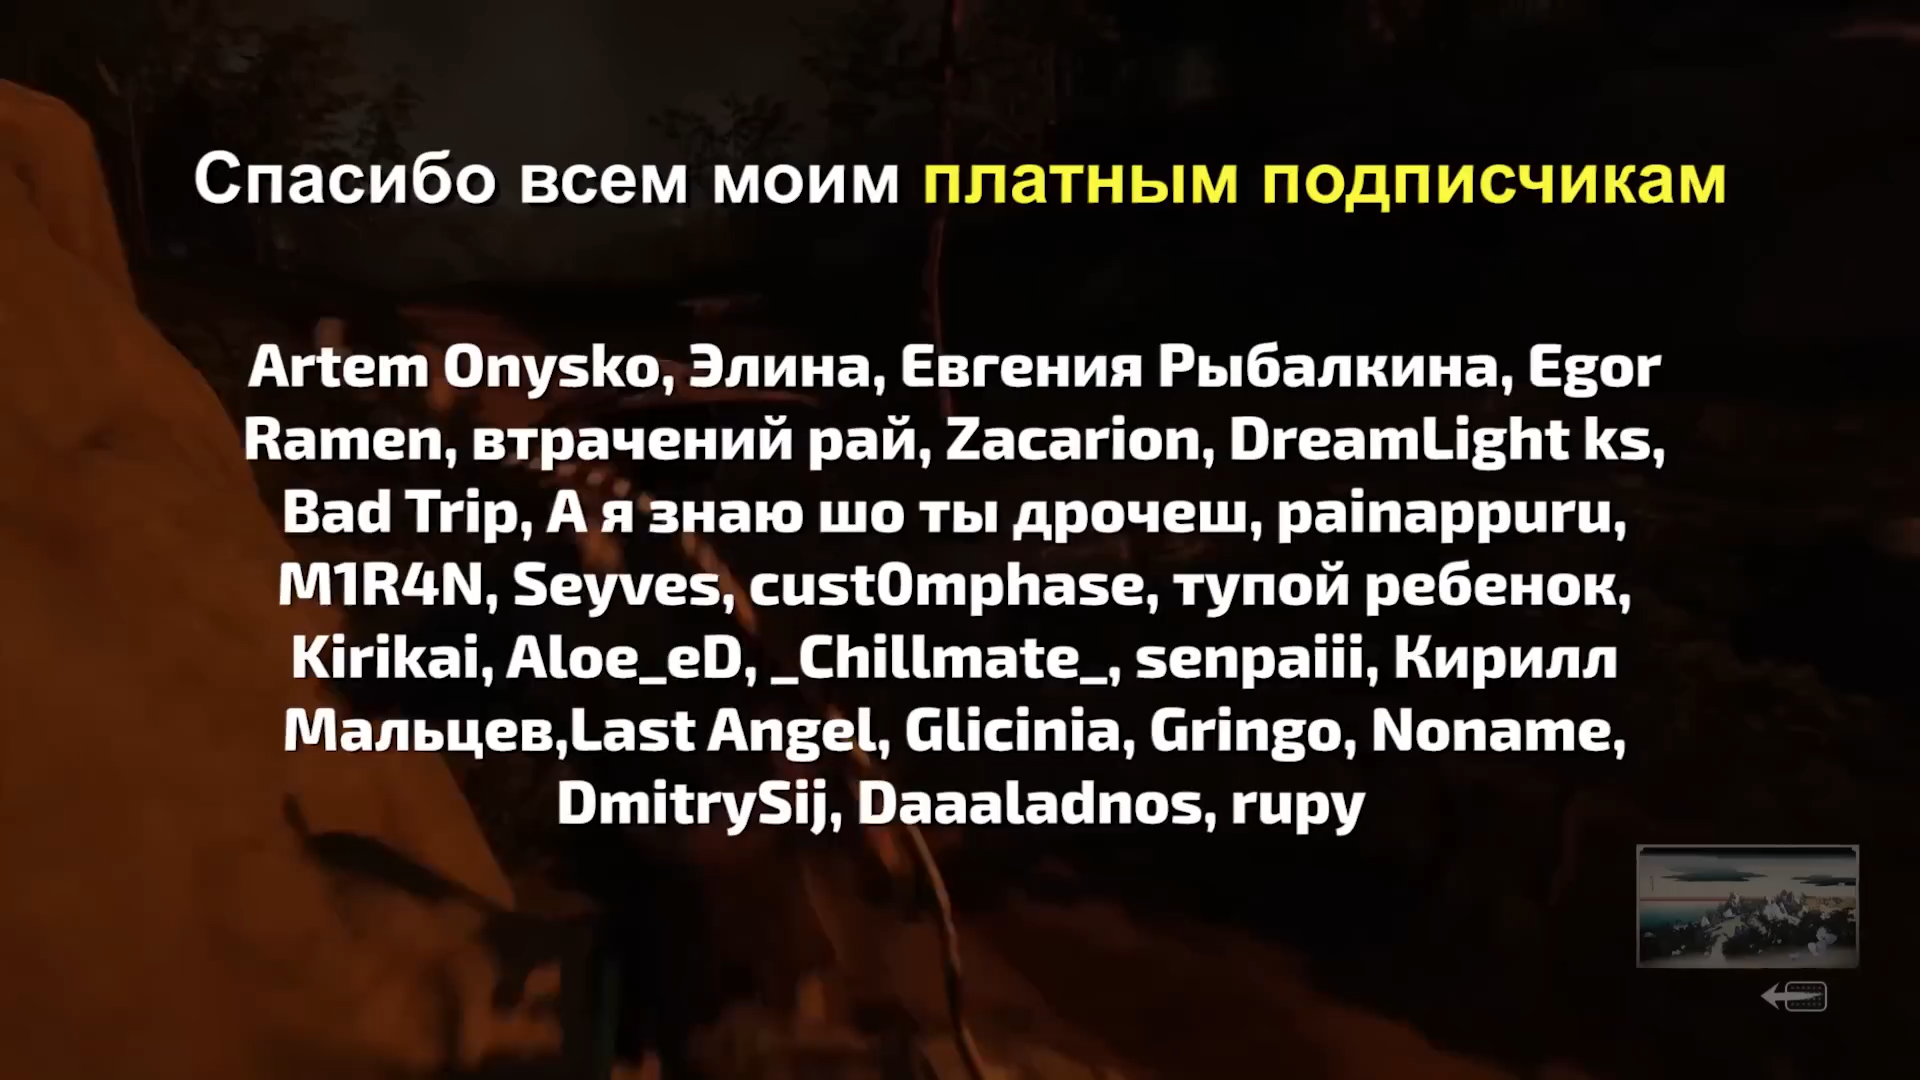 Спасибо всем моим платным подписчикам
Artem Onysko, Элина, Евгения Рыбалкина, Egor
Ramen, втрачений рай, Zacarion, DreamLight ks,
Bad Trip, А я знаю шо ты дрочеш, painappuru,
M1R4N, Seyves, cust0mphase, тупой ребенок,
Kirikai, Aloe_eD, _Chillmate_, senpaiii, Кирилл
Мальцев,Last Angel, Glicinia, Gringo, Noname,
DmitrySij, Daaaladnos, rupy